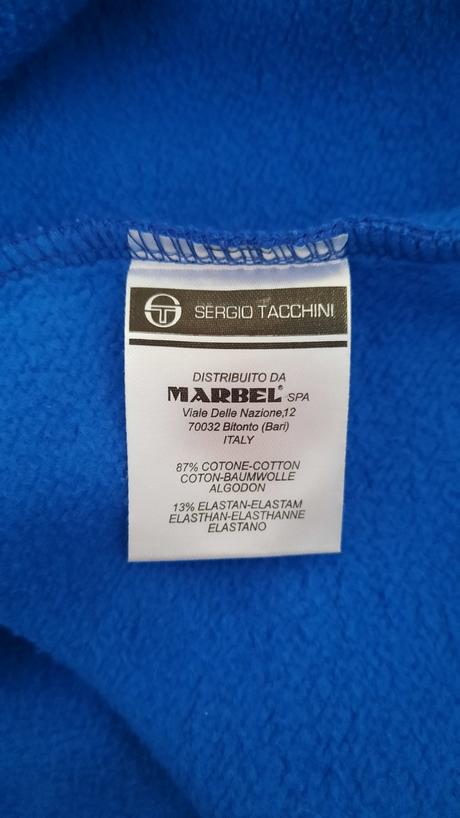 SERGIO TACCHINI
DISTRIBUITO DA
MARBEL® SPA
Viale Delle Nazione,12
70032 Bitonto (Bari)
ITALY
87% COTONE-COTTON
COTON-BAUMWOLLE
ALGODON
13% ELASTAN-ELASTAM
ELASTHAN-ELASTHANNE
ELASTANO